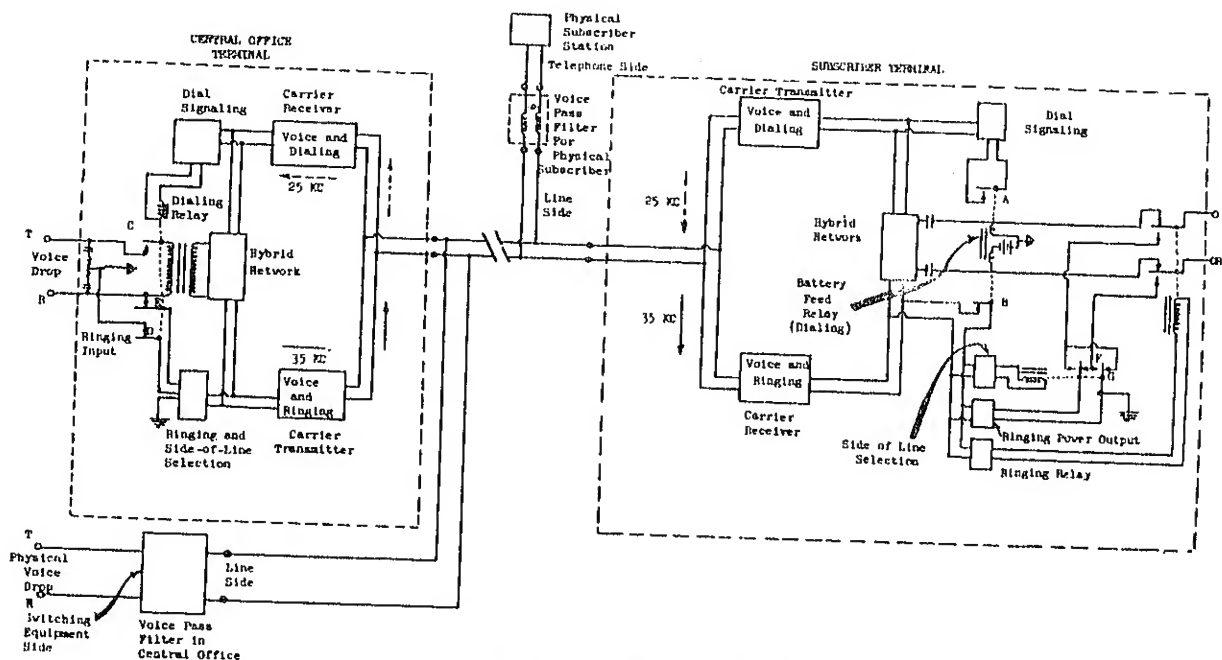 CENTRAL OFFICE
TERMINAL
Dial
Signaling
Carrier
Receiver
Voice and
Dialing
25 KC
Dialing
Relay
C
T
Voice
Drop
R
E
D
Ringing
Input
Hybrid
Network
35 KC
Voice
and
Ringing
Ringing and
Side-of-Line
Selection
Carrier
Transmitter
T
Physical
Voice
Drop
R
Switching
Equipment
Side
Line
Side
Voice Pass
Filter in
Central Office
Physical
Subscriber
Station
Telephone Side
Voice
Pass
Filter
For
Physical
Subscriber
Line
Side
SUBSCRIBER TERMINAL
Carrier Transmitter
Voice and
Dialing
Dial
Signaling
A
25 KC
Hybrid
Network
Battery
Feed
Relay
(Dialing)
B
35 KC
Voice and
Ringing
Carrier
Receiver
F
G
Side of Line
Selection
Ringing Power Output
Ringing Relay